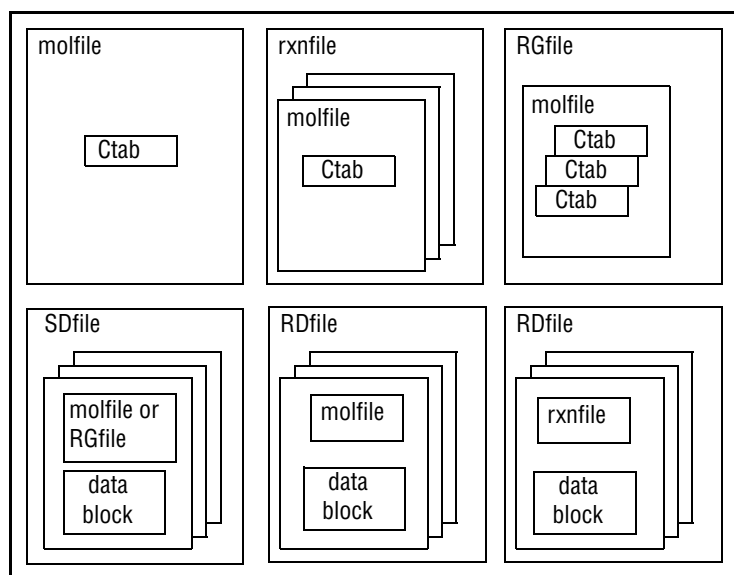 molfile
Ctab
rxnfile
molfile
Ctab
RGfile
molfile
Ctab
Ctab
Ctab
SDfile
molfile or
RGfile
data
block
RDfile
molfile
data
block
RDfile
rxnfile
data
block